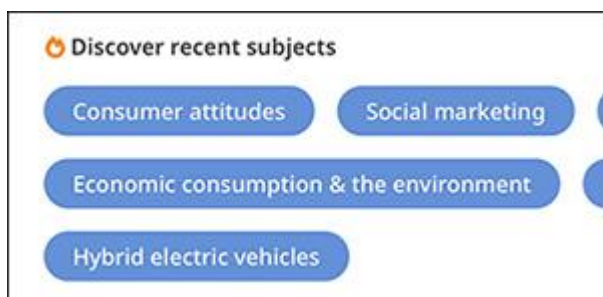 Discover recent subjects
Consumer attitudes Social marketing
Economic consumption & the environment
Hybrid electric vehicles